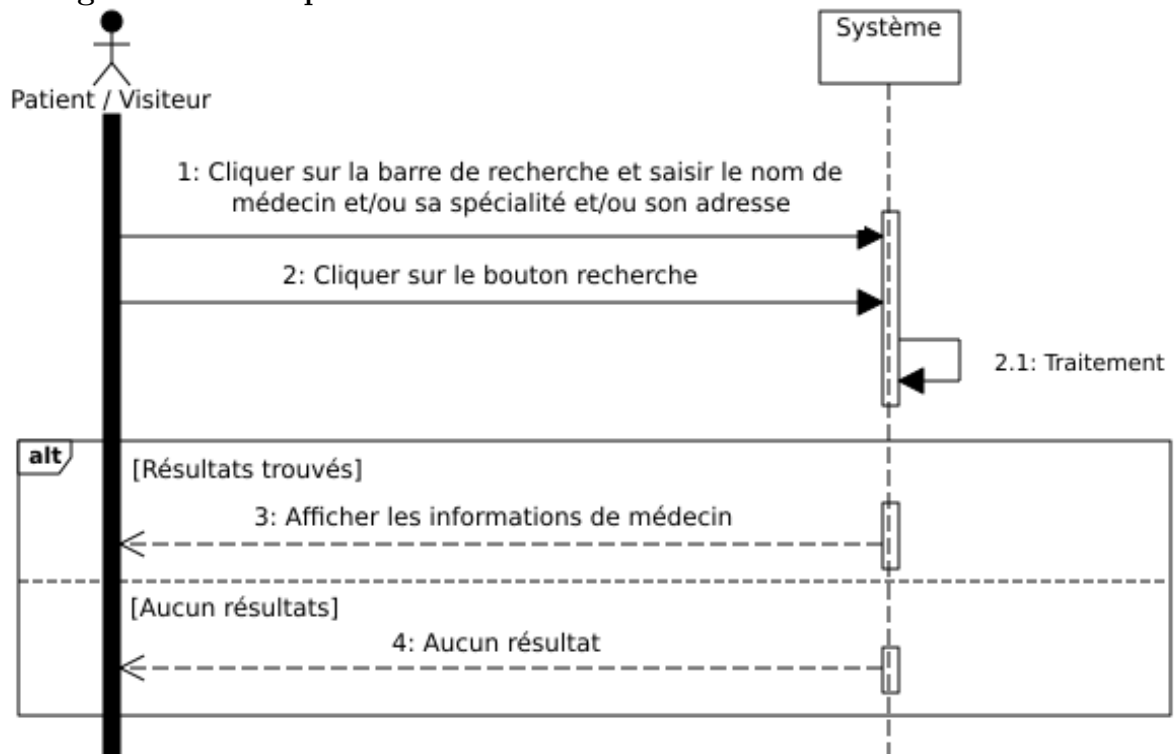 Système
Patient / Visiteur
1: Cliquer sur la barre de recherche et saisir le nom de
médecin et/ou sa spécialité et/ou son adresse
2: Cliquer sur le bouton recherche
2.1: Traitement
alt
[Résultats trouvés]
3: Afficher les informations de médecin
[Aucun résultats]
4: Aucun résultat